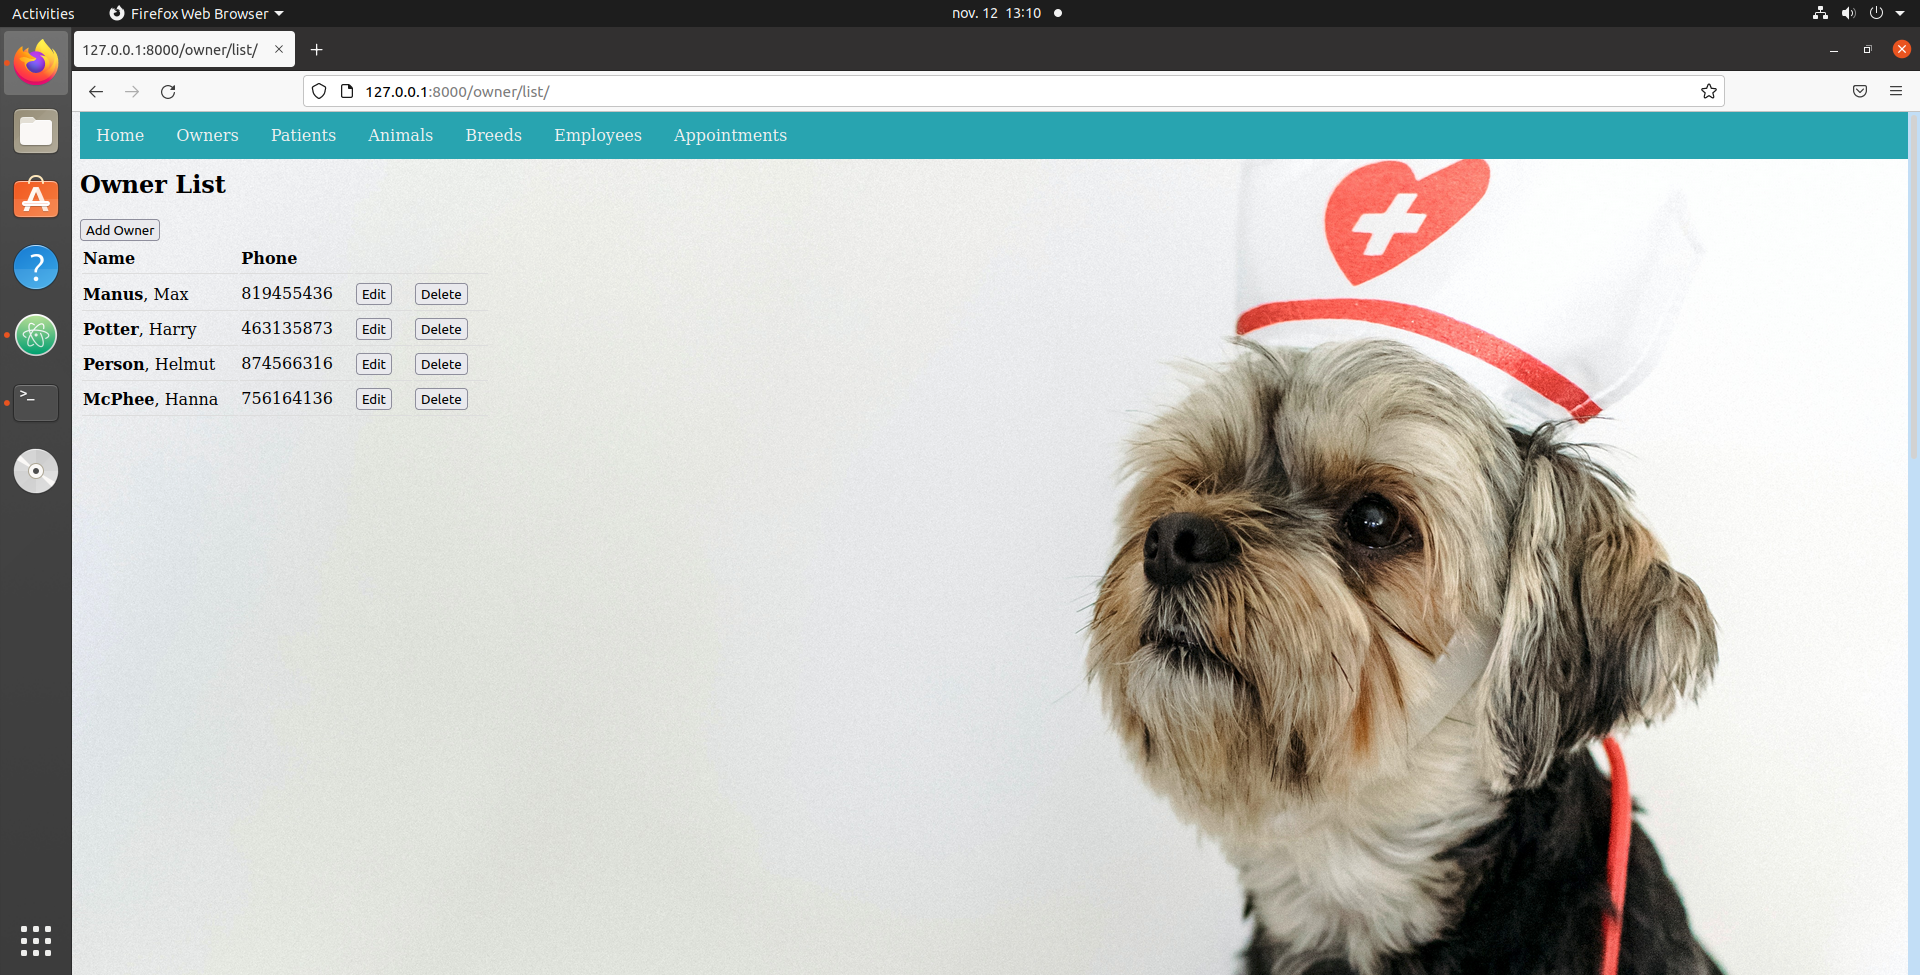 Activities Firefox Web Browser nov. 12 13:10
127.0.0.1:8000/owner/list/
127.0.0.1:8000/owner/list/
Home Owners Patients Animals Breeds Employees Appointments
Owner List
Add Owner
Name Phone
Manus, Max 819455436 Edit Delete
Potter, Harry 463135873 Edit Delete
Person, Helmut 874566316 Edit Delete
McPhee, Hanna 756164136 Edit Delete